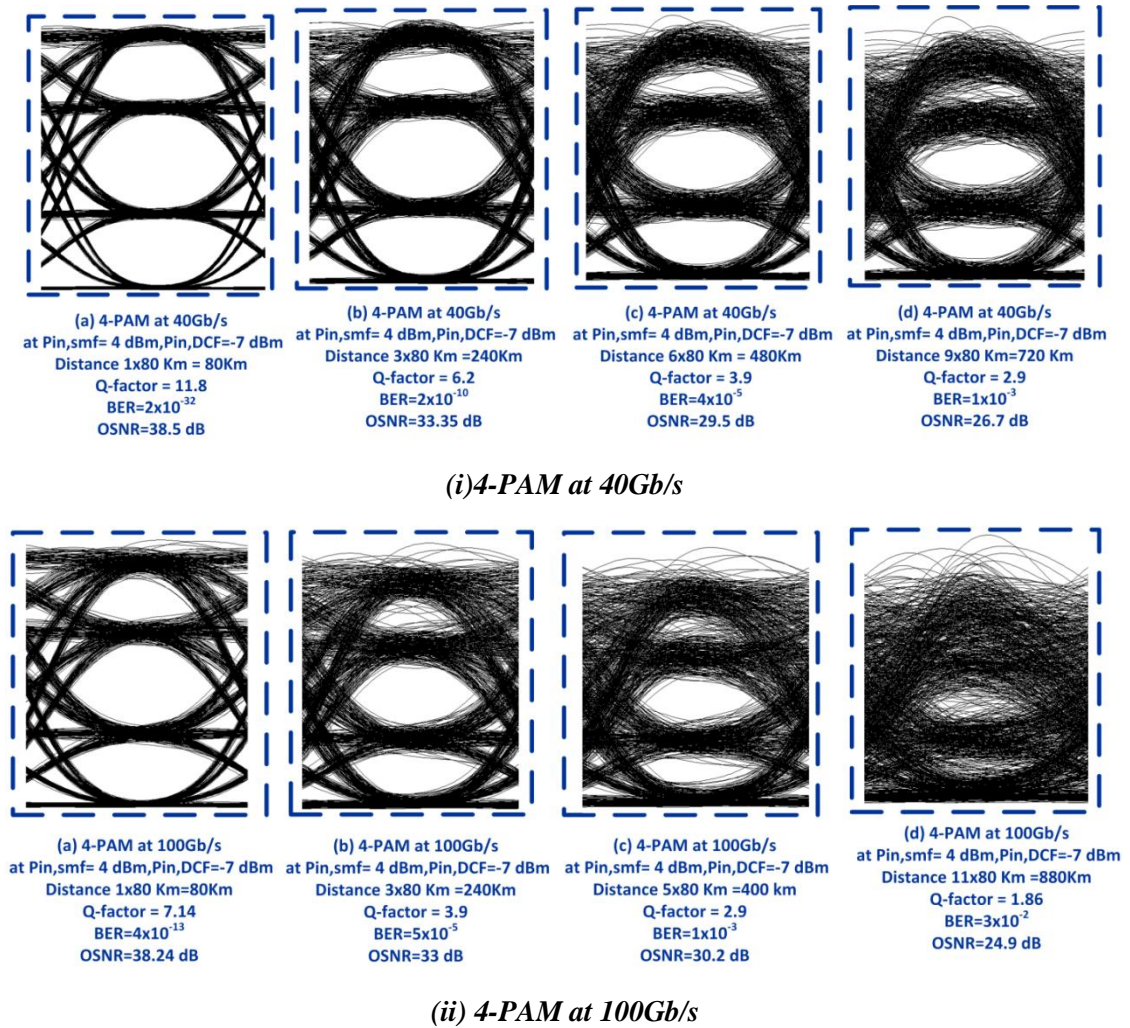 (a) 4-PAM at 40Gb/s
at Pin,smf= 4 dBm,Pin,DCF=-7 dBm
Distance 1x80 Km = 80Km
Q-factor = 11.8
BER=2x10⁻³²
OSNR=38.5 dB
(b) 4-PAM at 40Gb/s
at Pin,smf= 4 dBm,Pin,DCF=-7 dBm
Distance 3x80 Km =240Km
Q-factor = 6.2
BER=2x10⁻¹⁰
OSNR=33.35 dB
(c) 4-PAM at 40Gb/s
at Pin,smf= 4 dBm,Pin,DCF=-7 dBm
Distance 6x80 Km = 480Km
Q-factor = 3.9
BER=4x10⁻⁵
OSNR=29.5 dB
(d) 4-PAM at 40Gb/s
at Pin,smf= 4 dBm,Pin,DCF=-7 dBm
Distance 9x80 Km=720 Km
Q-factor = 2.9
BER=1x10⁻³
OSNR=26.7 dB
(i)4-PAM at 40Gb/s
(a) 4-PAM at 100Gb/s
at Pin,smf= 4 dBm,Pin,DCF=-7 dBm
Distance 1x80 Km=80Km
Q-factor = 7.14
BER=4x10⁻¹³
OSNR=38.24 dB
(b) 4-PAM at 100Gb/s
at Pin,smf= 4 dBm,Pin,DCF=-7 dBm
Distance 3x80 Km =240Km
Q-factor = 3.9
BER=5x10⁻⁵
OSNR=33 dB
(c) 4-PAM at 100Gb/s
at Pin,smf= 4 dBm,Pin,DCF=-7 dBm
Distance 5x80 Km =400 km
Q-factor = 2.9
BER=1x10⁻³
OSNR=30.2 dB
(d) 4-PAM at 100Gb/s
at Pin,smf= 4 dBm,Pin,DCF=-7 dBm
Distance 11x80 Km =880Km
Q-factor = 1.86
BER=3x10⁻²
OSNR=24.9 dB
(ii) 4-PAM at 100Gb/s